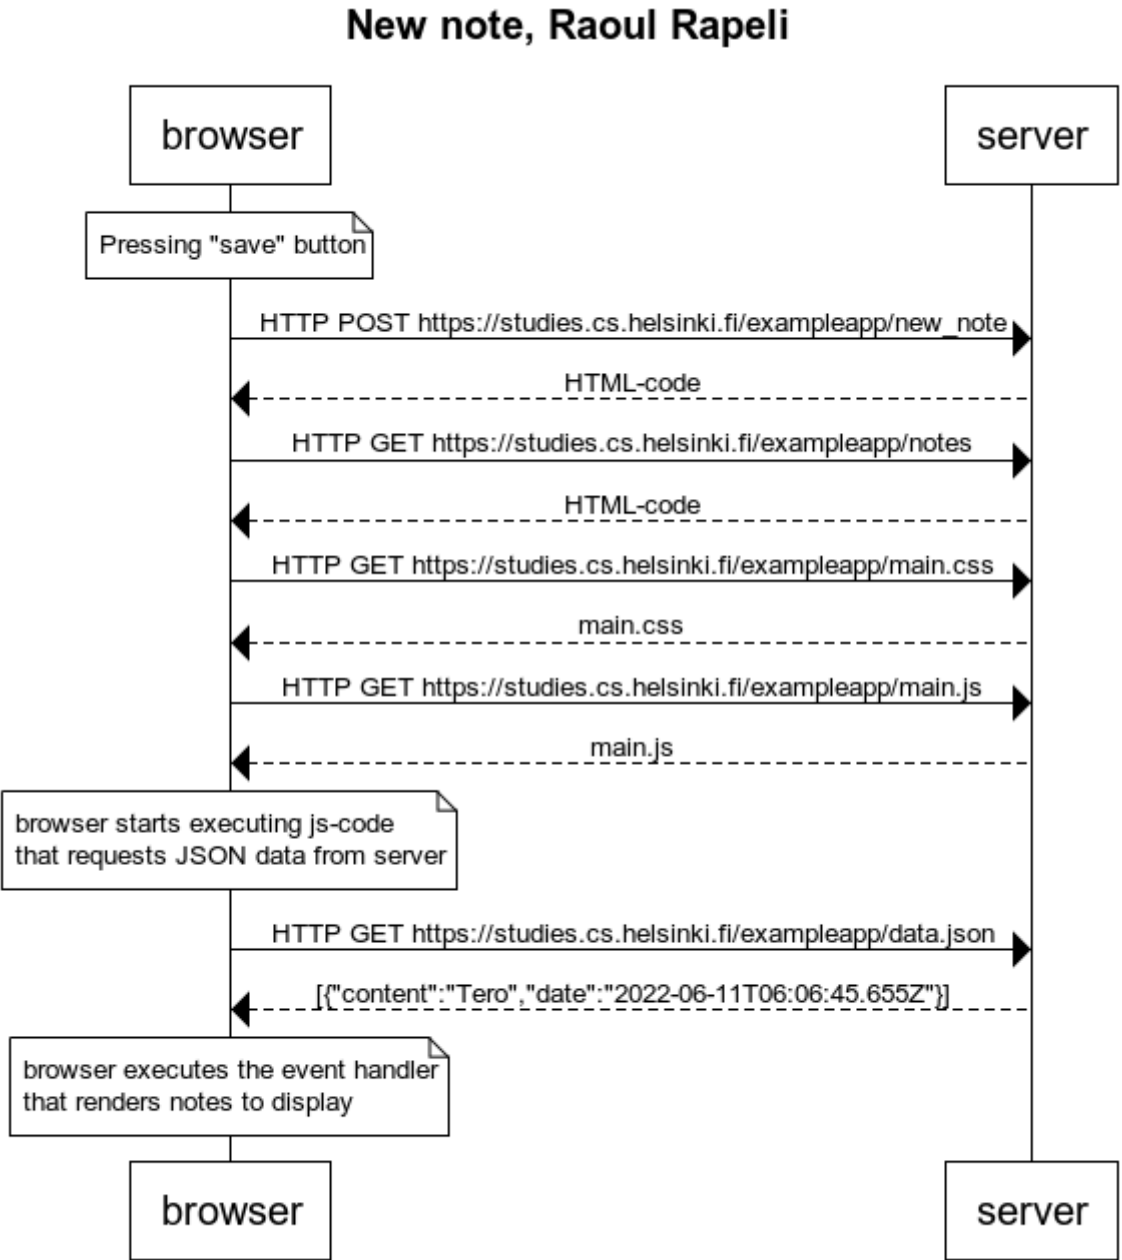 New note, Raoul Rapeli
browser
server
Pressing "save" button
HTTP POST https://studies.cs.helsinki.fi/exampleapp/new_note
HTML-code
HTTP GET https://studies.cs.helsinki.fi/exampleapp/notes
HTML-code
HTTP GET https://studies.cs.helsinki.fi/exampleapp/main.css
main.css
HTTP GET https://studies.cs.helsinki.fi/exampleapp/main.js
main.js
browser starts executing js-code
that requests JSON data from server
HTTP GET https://studies.cs.helsinki.fi/exampleapp/data.json
[{"content":"Tero","date":"2022-06-11T06:06:45.655Z"}]
browser executes the event handler
that renders notes to display
browser
server